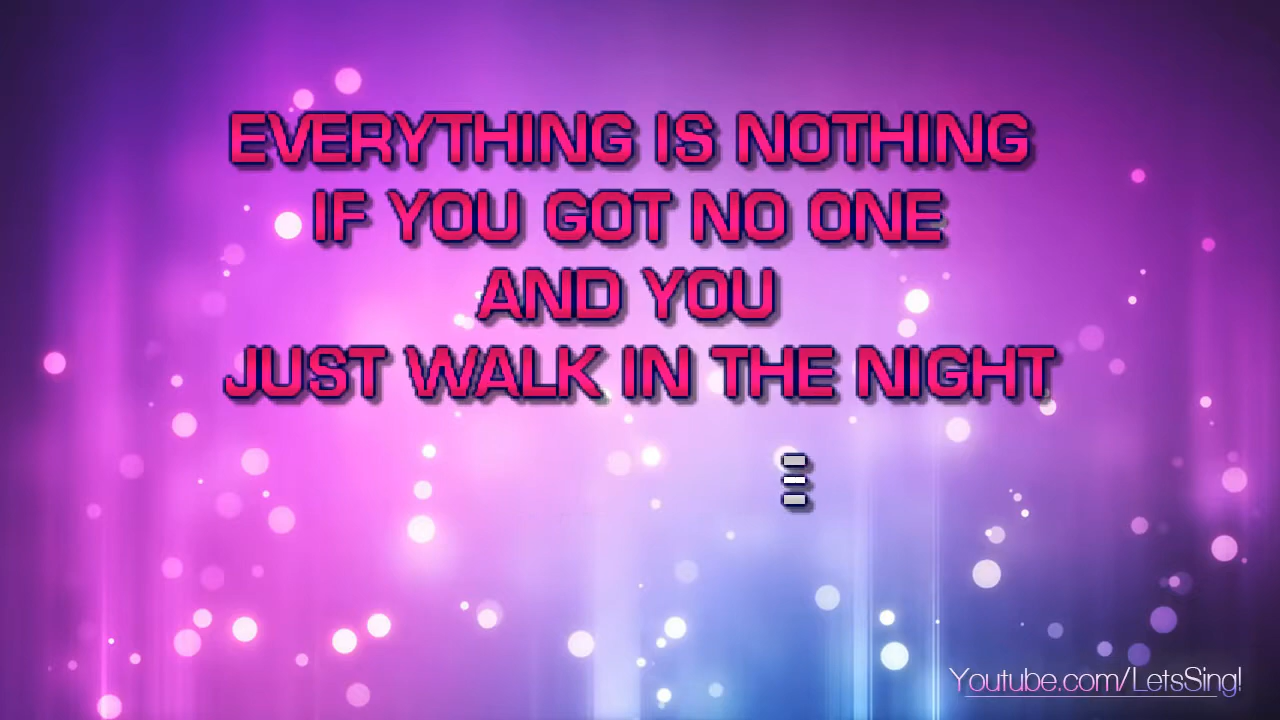 EVERYTHING IS NOTHING
IF YOU GOT NO ONE
AND YOU
JUST WALK IN THE NIGHT
Youtube.com/LetsSing!